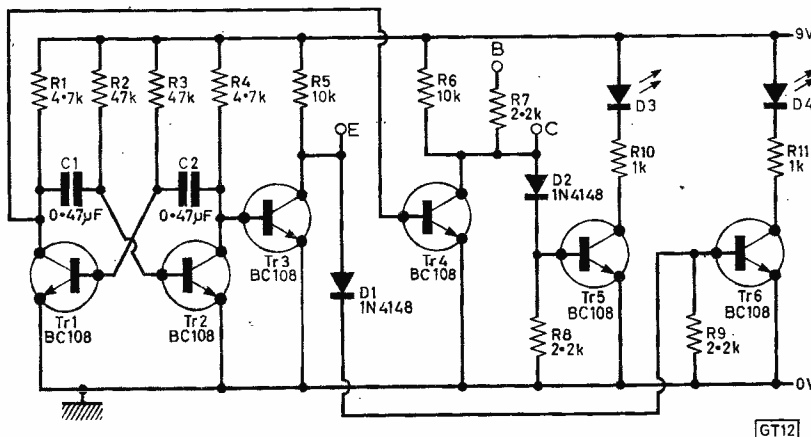 9V
R1
4·7k
R2
47k
R3
47k
R4
4·7k
R5
10k
R6
10k
B
R7
2·2k
E
C
D3
D4
R10
1k
R11
1k
C1
0·47µF
C2
0·47µF
D2
1N4148
Tr3
BC108
Tr4
BC108
D1
1N4148
Tr1
BC108
Tr2
BC108
Tr5
BC108
Tr6
BC108
R8
2·2k
R9
2·2k
0V
GT12